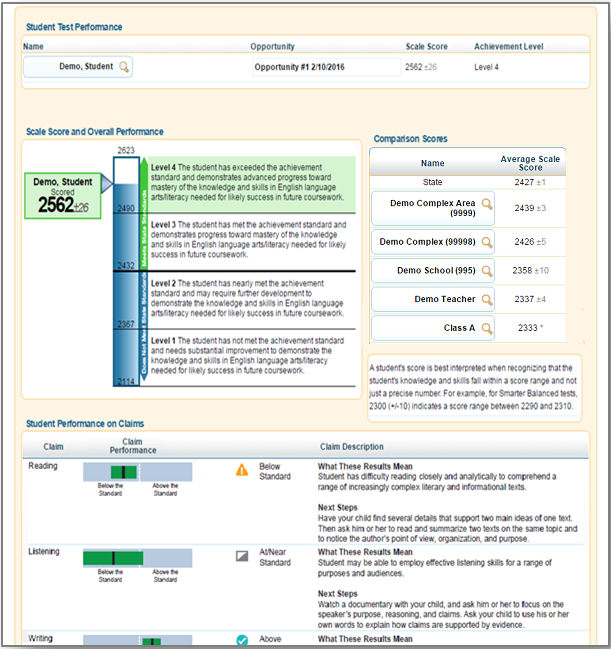 Student Test Performance
Name Opportunity Scale Score Achievement Level
Demo, Student Opportunity #1 2/10/2016 2562 ±26 Level 4
Scale Score and Overall Performance
2623
Demo, Student
Scored
2562±26
2490
2432
2367
2114
Meets State Standards
Does Not Meet State Standards
Level 4 The student has exceeded the achievement
standard and demonstrates advanced progress toward
mastery of the knowledge and skills in English language
arts/literacy needed for likely success in future coursework.
Level 3 The student has met the achievement standard and
demonstrates progress toward mastery of the knowledge
and skills in English language arts/literacy needed for likely
success in future coursework.
Level 2 The student has nearly met the achievement
standard and may require further development to
demonstrate the knowledge and skills in English language
arts/literacy needed for likely success in future coursework.
Level 1 The student has not met the achievement standard
and needs substantial improvement to demonstrate the
knowledge and skills in English language arts/literacy
needed for likely success in future coursework.
Comparison Scores
Name Average Scale
Score
State 2427 ±1
Demo Complex Area
(9999) 2439 ±3
Demo Complex (99998) 2426 ±5
Demo School (995) 2358 ±10
Demo Teacher 2337 ±4
Class A 2333 *
A student's score is best interpreted when recognizing that the
student's knowledge and skills fall within a score range and not
just a precise number. For example, for Smarter Balanced tests,
2300 (+/-10) indicates a score range between 2290 and 2310.
Student Performance on Claims
Claim Claim
Performance Claim Description
Reading
Below the
Standard
Above the
Standard
Below
Standard
What These Results Mean
Student has difficulty reading closely and analytically to comprehend a
range of increasingly complex literary and informational texts.
Next Steps
Have your child find several details that support two main ideas of one text.
Then ask him or her to read and summarize two texts on the same topic and
to notice the author's point of view, organization, and purpose.
Listening
Below the
Standard
Above the
Standard
At/Near
Standard
What These Results Mean
Student may be able to employ effective listening skills for a range of
purposes and audiences.
Next Steps
Watch a documentary with your child, and ask him or her to focus on the
speaker's purpose, reasoning, and claims. Ask your child to use his or her
own words to explain how claims are supported by evidence.
Writing
Above
What These Results Mean